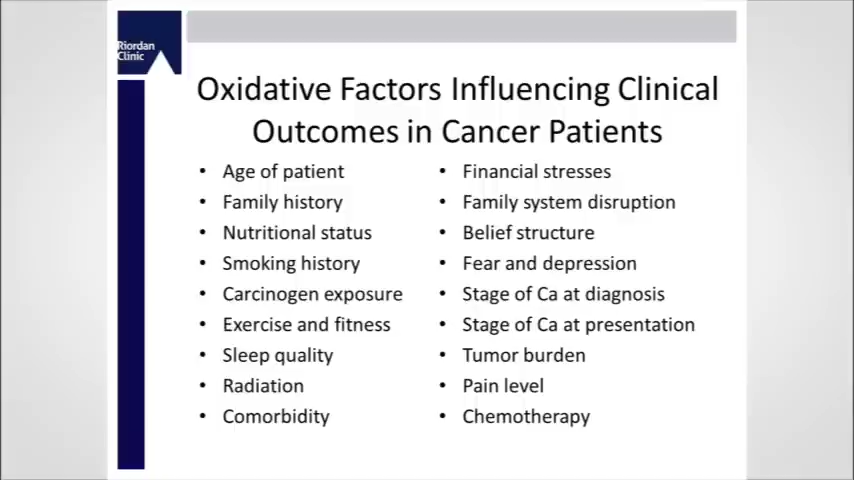 Riordan
Clinic
Oxidative Factors Influencing Clinical
Outcomes in Cancer Patients
• Age of patient
• Family history
• Nutritional status
• Smoking history
• Carcinogen exposure
• Exercise and fitness
• Sleep quality
• Radiation
• Comorbidity
• Financial stresses
• Family system disruption
• Belief structure
• Fear and depression
• Stage of Ca at diagnosis
• Stage of Ca at presentation
• Tumor burden
• Pain level
• Chemotherapy